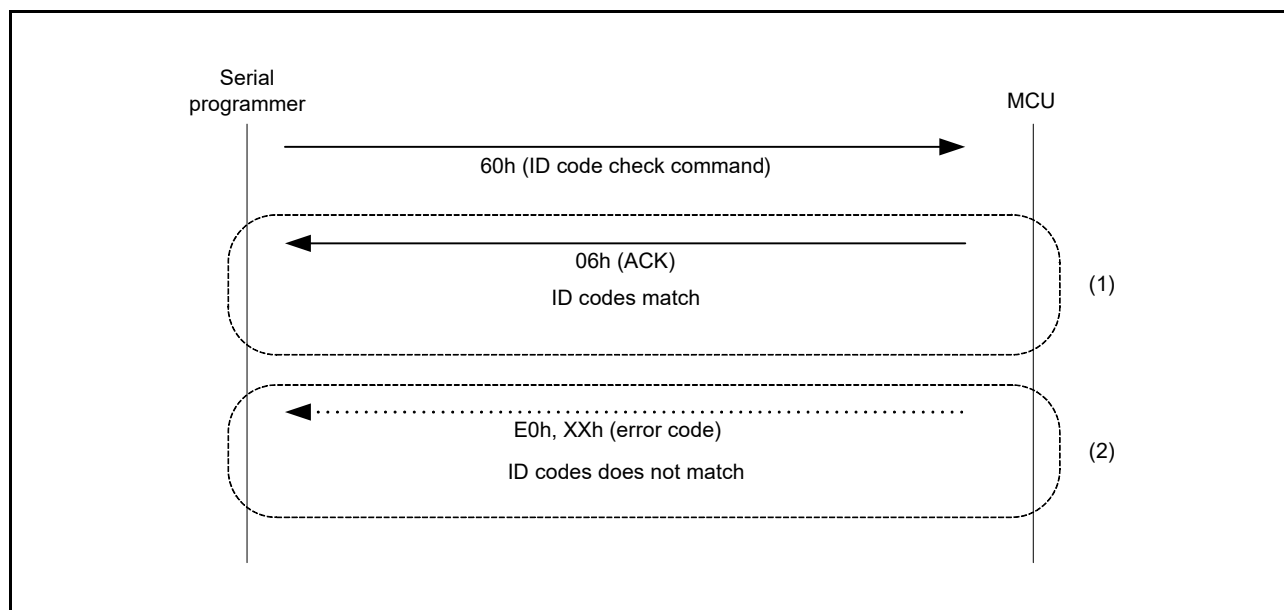 Serial
programmer
MCU
60h (ID code check command)
06h (ACK)
ID codes match
(1)
E0h, XXh (error code)
ID codes does not match
(2)